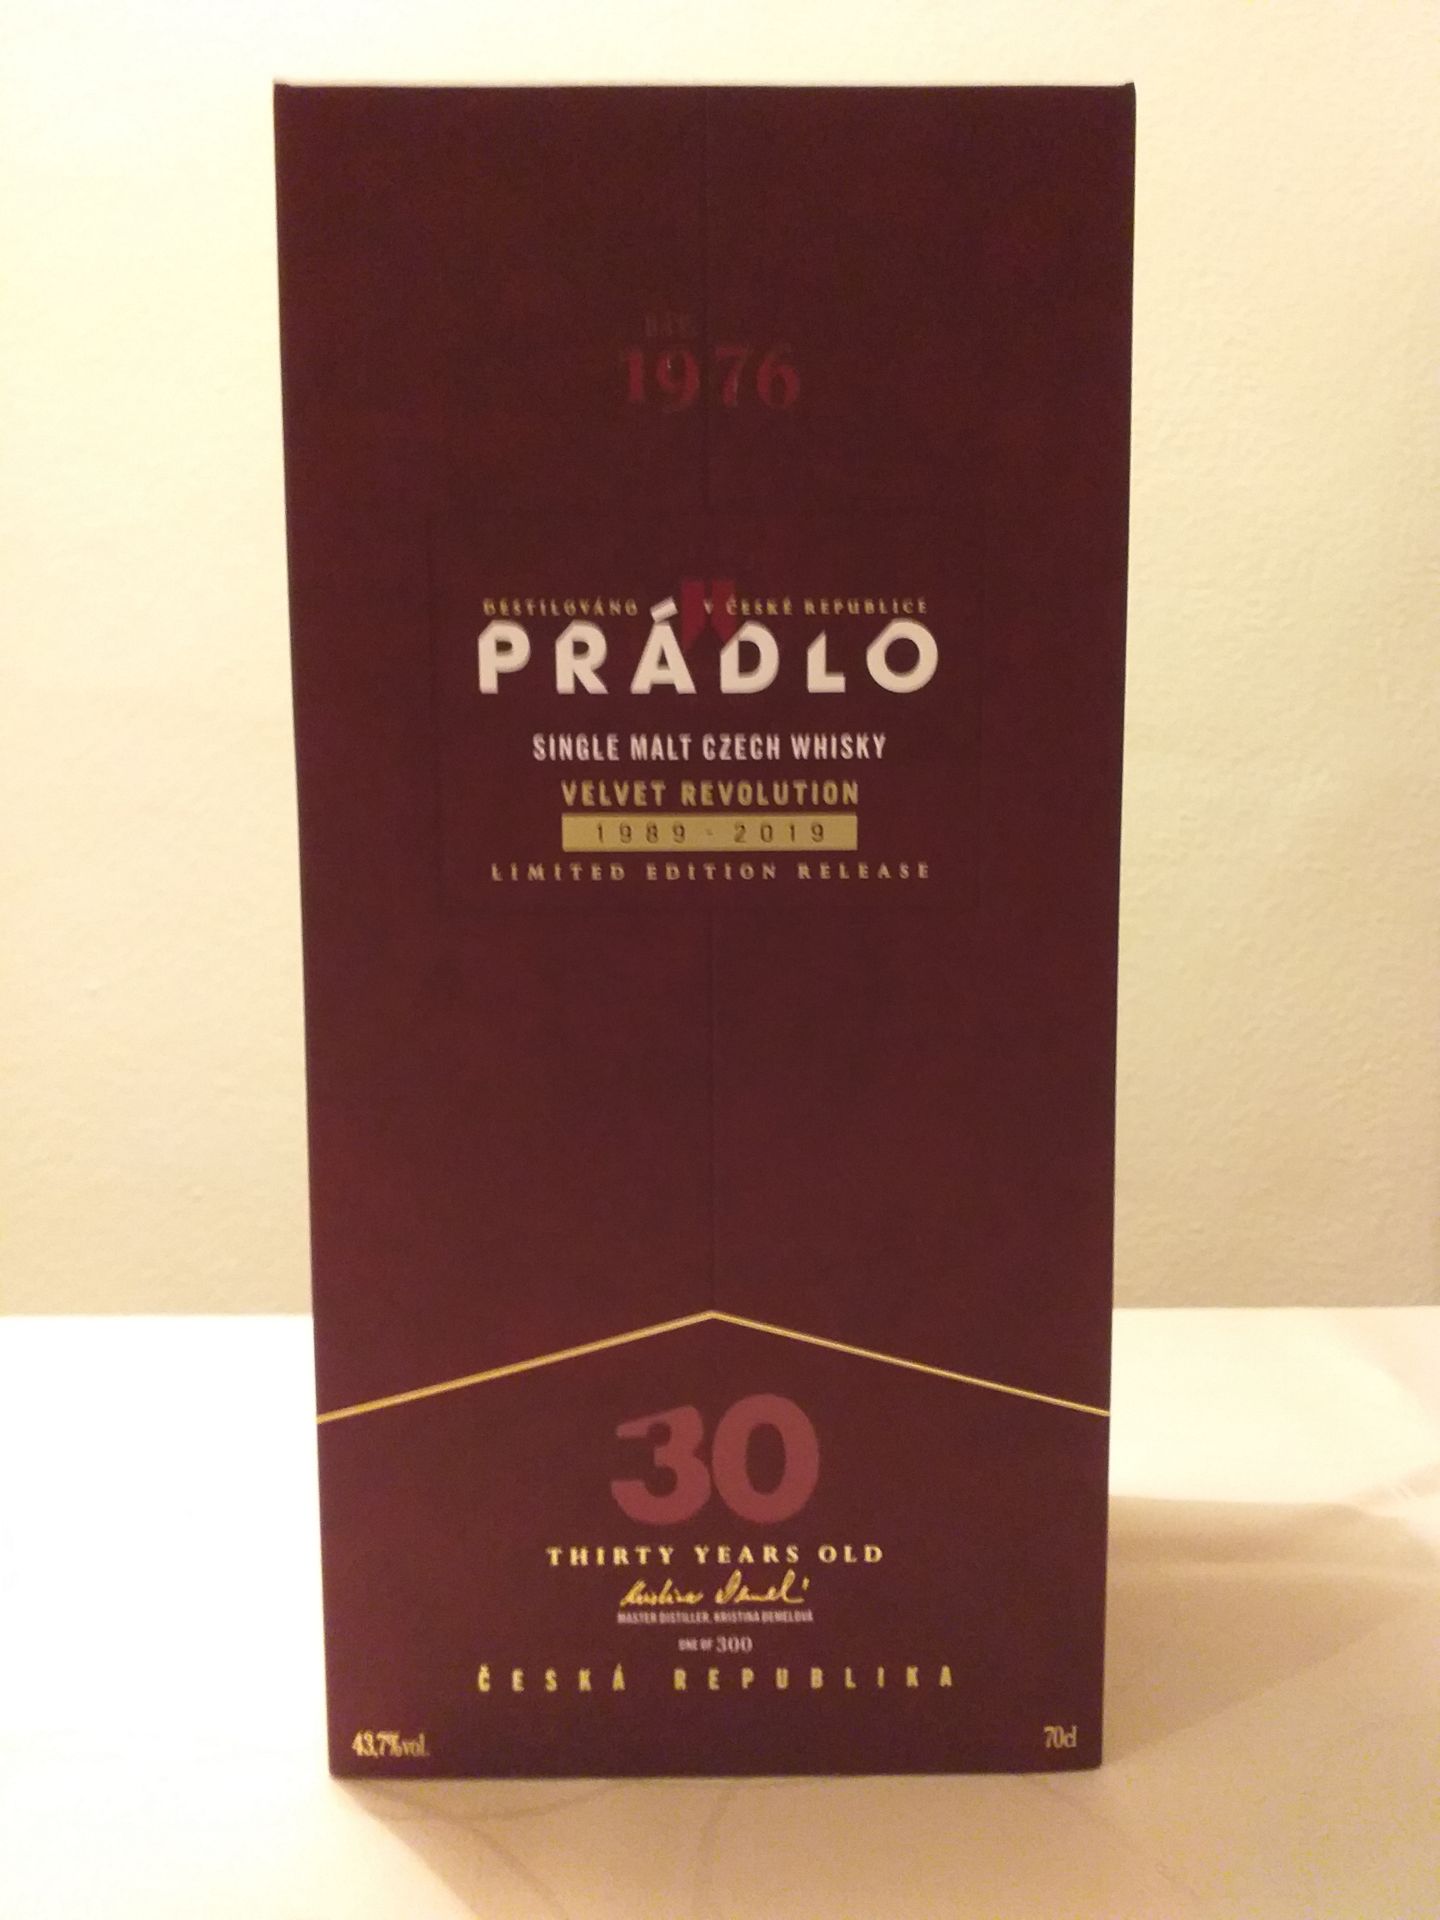 1976
DESTILOVÁNO V ČESKÉ REPUBLICE
PRÁDLO
SINGLE MALT CZECH WHISKY
VELVET REVOLUTION
1989 - 2019
LIMITED EDITION RELEASE
30
THIRTY YEARS OLD
MASTER DISTILLER, KRISTINA DEMELOVÁ
ONE OF 300
ČESKÁ REPUBLIKA
43,7%vol. 70cl